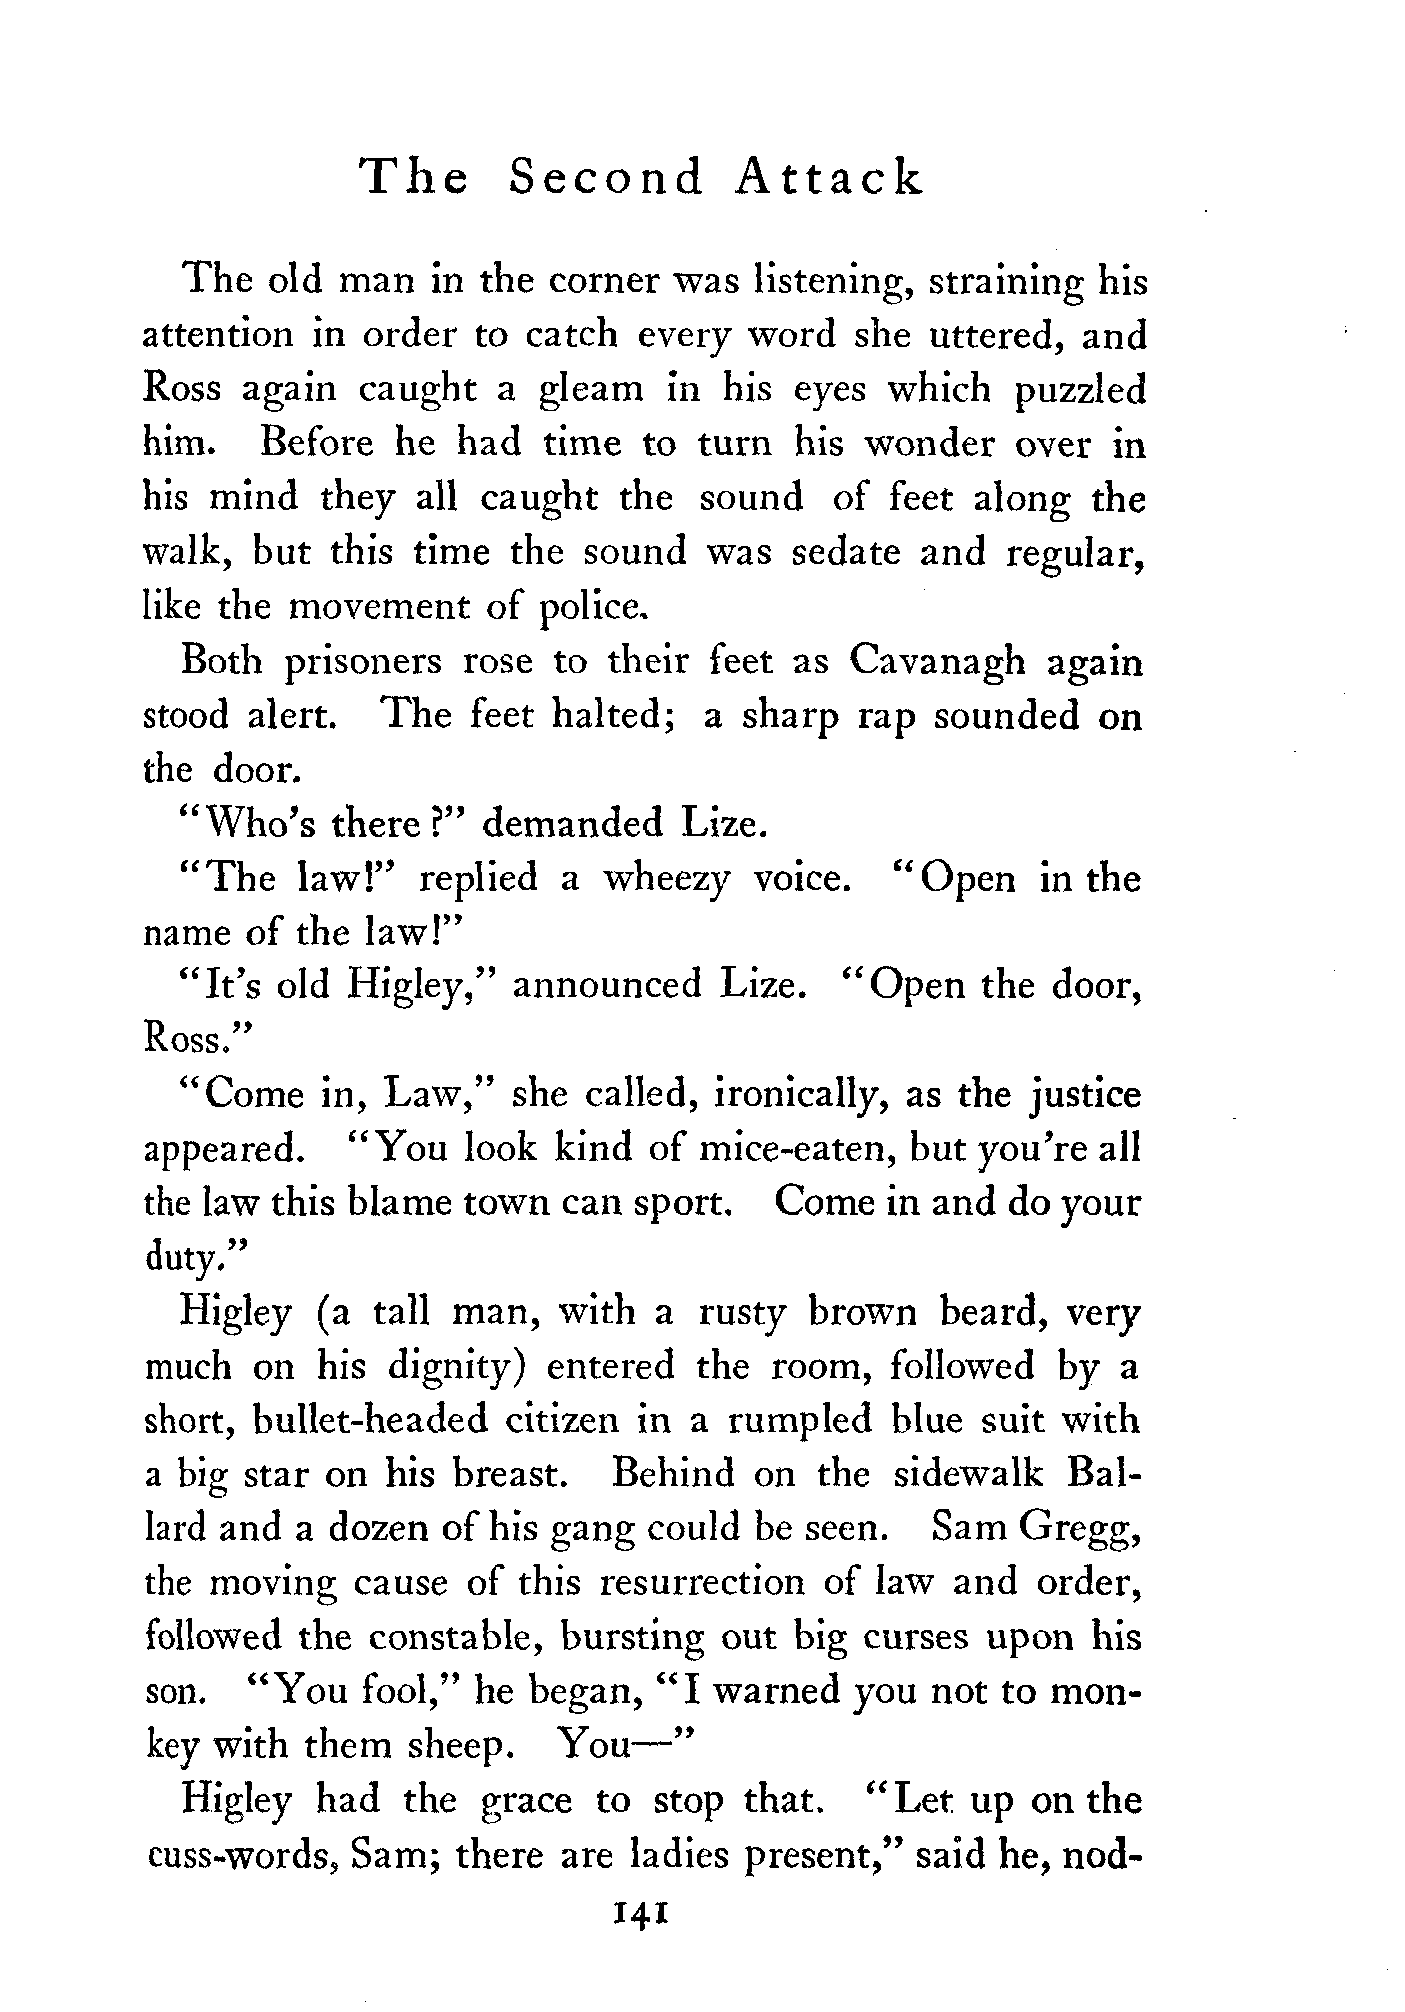 The Second Attack
The old man in the corner was listening, straining his
attention in order to catch every word she uttered, and
Ross again caught a gleam in his eyes which puzzled
him. Before he had time to turn his wonder over in
his mind they all caught the sound of feet along the
walk, but this time the sound was sedate and regular,
like the movement of police.
Both prisoners rose to their feet as Cavanagh again
stood alert. The feet halted; a sharp rap sounded on
the door.
"Who's there?" demanded Lize.
"The law!" replied a wheezy voice. "Open in the
name of the law!"
"It's old Higley," announced Lize. "Open the door,
Ross."
"Come in, Law," she called, ironically, as the justice
appeared. "You look kind of mice-eaten, but you're all
the law this blame town can sport. Come in and do your
duty."
Higley (a tall man, with a rusty brown beard, very
much on his dignity) entered the room, followed by a
short, bullet-headed citizen in a rumpled blue suit with
a big star on his breast. Behind on the sidewalk Bal-
lard and a dozen of his gang could be seen. Sam Gregg,
the moving cause of this resurrection of law and order,
followed the constable, bursting out big curses upon his
son. "You fool," he began, "I warned you not to mon-
key with them sheep. You—"
Higley had the grace to stop that. "Let up on the
cuss-words, Sam; there are ladies present," said he, nod-
141